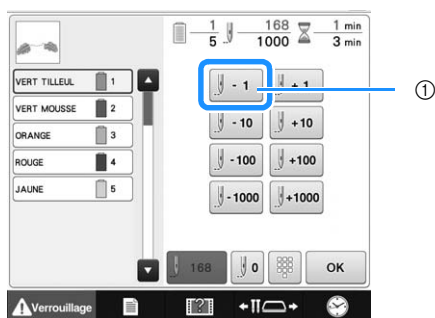 1 168 1 min
5 1000 3 min
VERT TILLEUL 1
VERT MOUSSE 2
ORANGE 3
ROUGE 4
JAUNE 5
- 1 + 1
①
- 10 +10
- 100 +100
- 1000 +1000
168 0 OK
Verrouillage ?